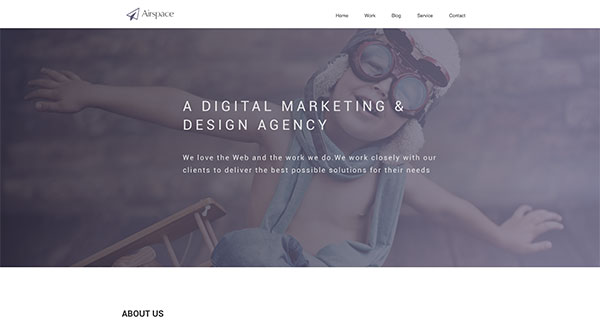 Airspace
Home Work Blog Service Contact
A DIGITAL MARKETING &
DESIGN AGENCY
We love the Web and the work we do.We work closely with our
clients to deliver the best possible solutions for their needs
ABOUT US